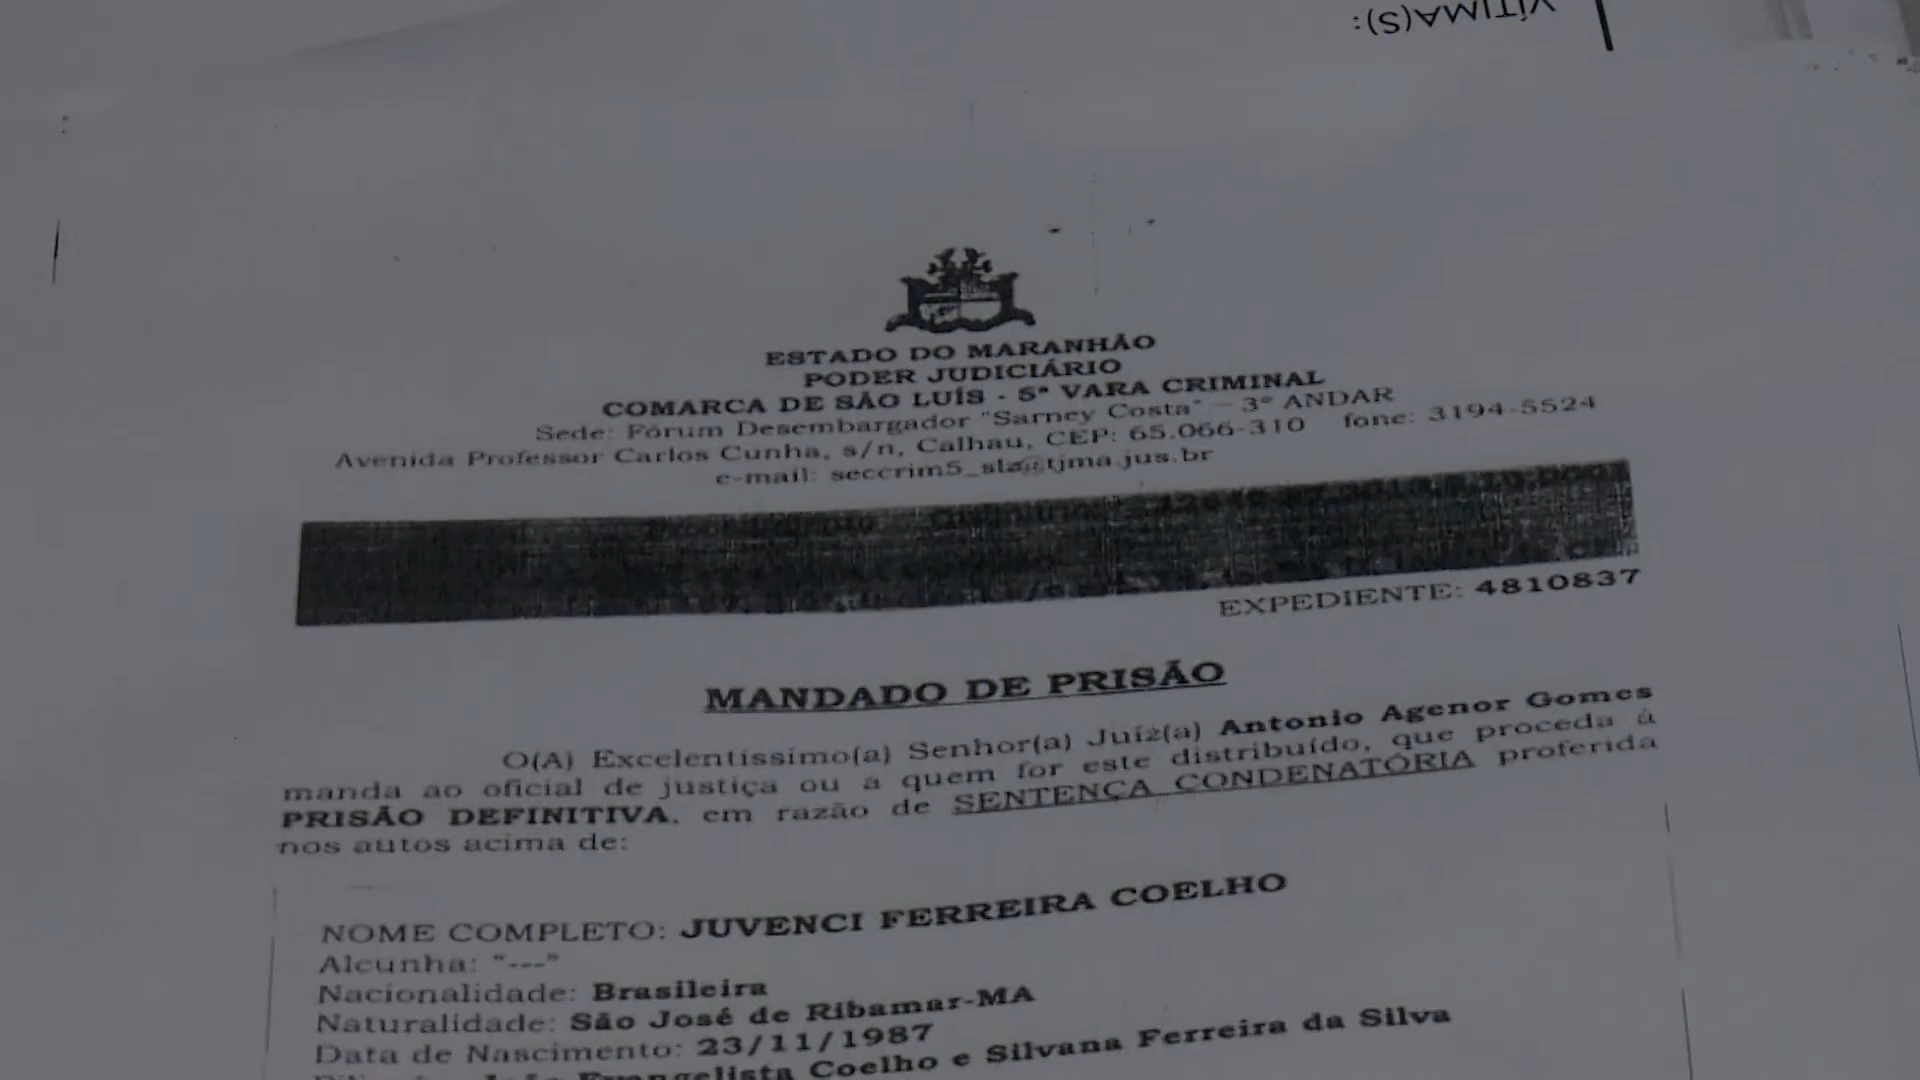 VÍTIMA(S):
ESTADO DO MARANHÃO
PODER JUDICIÁRIO
COMARCA DE SÃO LUÍS - 5ª VARA CRIMINAL
Sede: Fórum Desembargador "Sarney Costa" – 3º ANDAR
Avenida Professor Carlos Cunha, s/n, Calhau, CEP: 65.066-310 fone: 3194-5524
e-mail: seccrim5_slz@tjma.jus.br
EXPEDIENTE: 4810837
MANDADO DE PRISÃO
O(A) Excelentíssimo(a) Senhor(a) Juiz(a) Antonio Agenor Gomes
manda ao oficial de justiça ou a quem for este distribuído, que proceda à
PRISÃO DEFINITIVA, em razão de SENTENÇA CONDENATÓRIA proferida
nos autos acima de:
NOME COMPLETO: JUVENCI FERREIRA COELHO
Alcunha: "---"
Nacionalidade: Brasileira
Naturalidade: São José de Ribamar-MA
Data de Nascimento: 23/11/1987
Evangelista Coelho e Silvana Ferreira da Silva